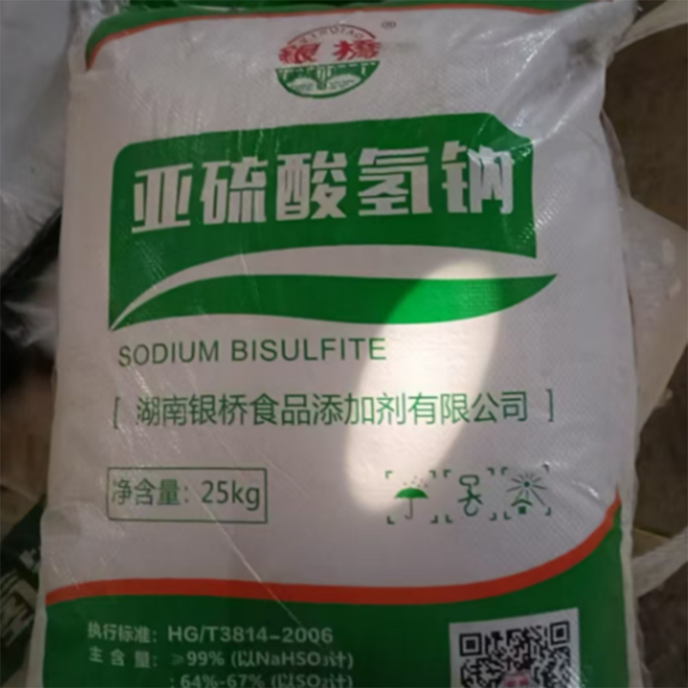 YINQIAO
银桥
®
亚硫酸氢钠
SODIUM BISULFITE
[ 湖南银桥食品添加剂有限公司 ]
净含量：25kg
执行标准：HG/T3814-2006
主 含 量：≥99% (以NaHSO₃计)
: 64%-67% (以SO₂计)